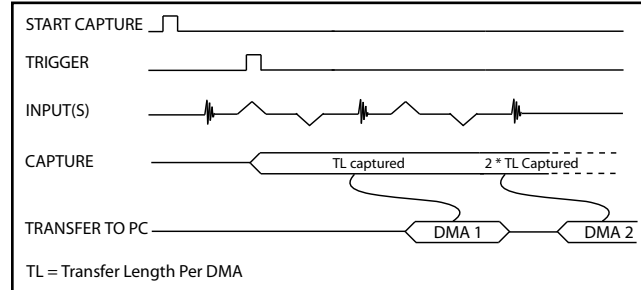 START CAPTURE
TRIGGER
INPUT(S)
CAPTURE
TL captured
2 * TL Captured
TRANSFER TO PC
DMA 1
DMA 2
TL = Transfer Length Per DMA